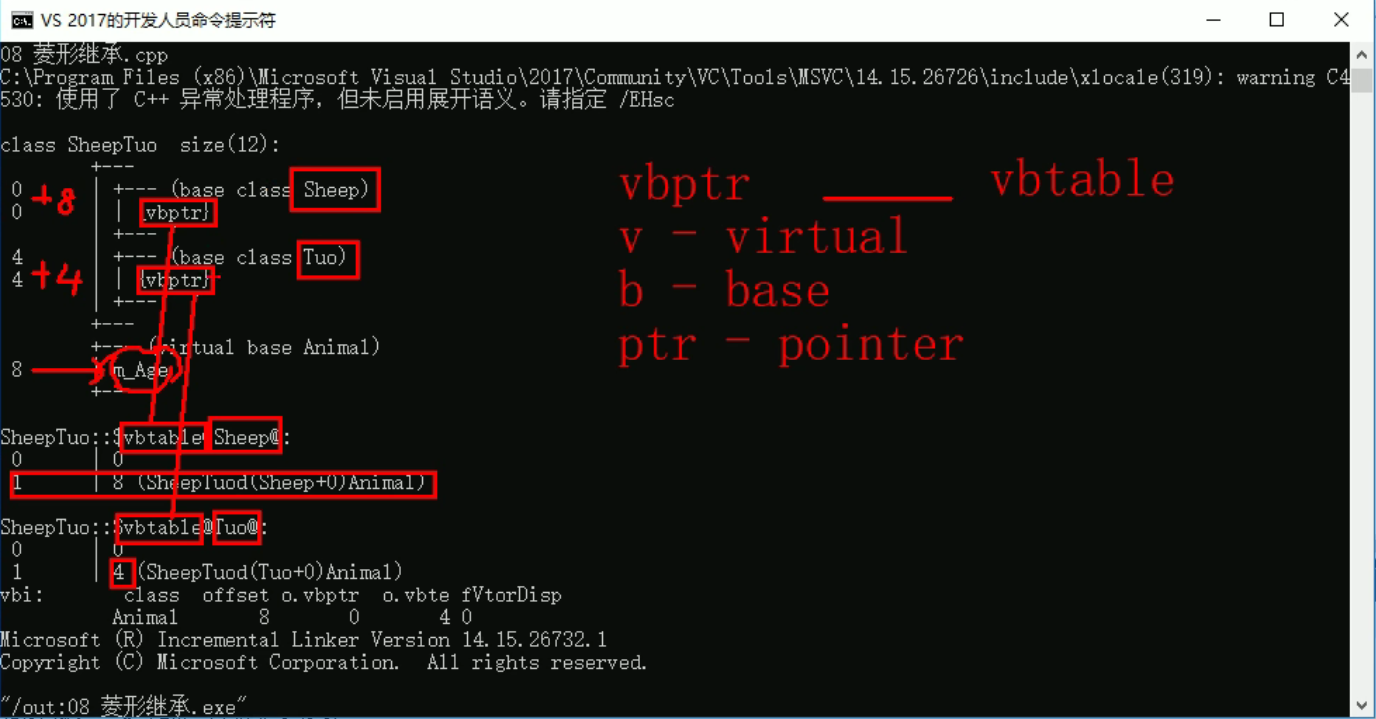 VS 2017的开发人员命令提示符
08 菱形继承.cpp
C:\Program Files (x86)\Microsoft Visual Studio\2017\Community\VC\Tools\MSVC\14.15.26726\include\xlocale(319): warning C4
530: 使用了 C++ 异常处理程序，但未启用展开语义。请指定 /EHsc
class SheepTuo  size(12):
+---
0 +8 | +--- (base class Sheep)
0 | | {vbptr}
| +---
4 +4 | +--- (base class Tuo)
4 | | {vbptr}
| +---
+---
+--- (virtual base Animal)
8 | m_Age
+---
vbptr ____ vbtable
v - virtual
b - base
ptr - pointer
SheepTuo::$vbtable@Sheep@:
0 | 0
1 | 8 (SheepTuod(Sheep+0)Animal)
SheepTuo::$vbtable@Tuo@:
0 | 0
1 | 4 (SheepTuod(Tuo+0)Animal)
vbi: class offset o.vbptr o.vbte fVtorDisp
Animal 8 0 4 0
Microsoft (R) Incremental Linker Version 14.15.26732.1
Copyright (C) Microsoft Corporation.  All rights reserved.
"/out:08 菱形继承.exe"